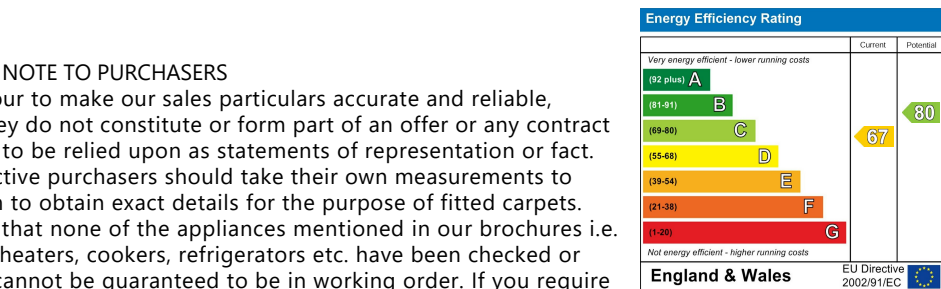 NOTE TO PURCHASERS
our to make our sales particulars accurate and reliable,
ey do not constitute or form part of an offer or any contract
to be relied upon as statements of representation or fact.
ctive purchasers should take their own measurements to
n to obtain exact details for the purpose of fitted carpets.
that none of the appliances mentioned in our brochures i.e.
heaters, cookers, refrigerators etc. have been checked or
cannot be guaranteed to be in working order. If you require
Energy Efficiency Rating
Current Potential
Very energy efficient - lower running costs
(92 plus) A
(81-91) B
80
(69-80) C
67
(55-68) D
(39-54) E
(21-38) F
(1-20) G
Not energy efficient - higher running costs
England & Wales
EU Directive
2002/91/EC